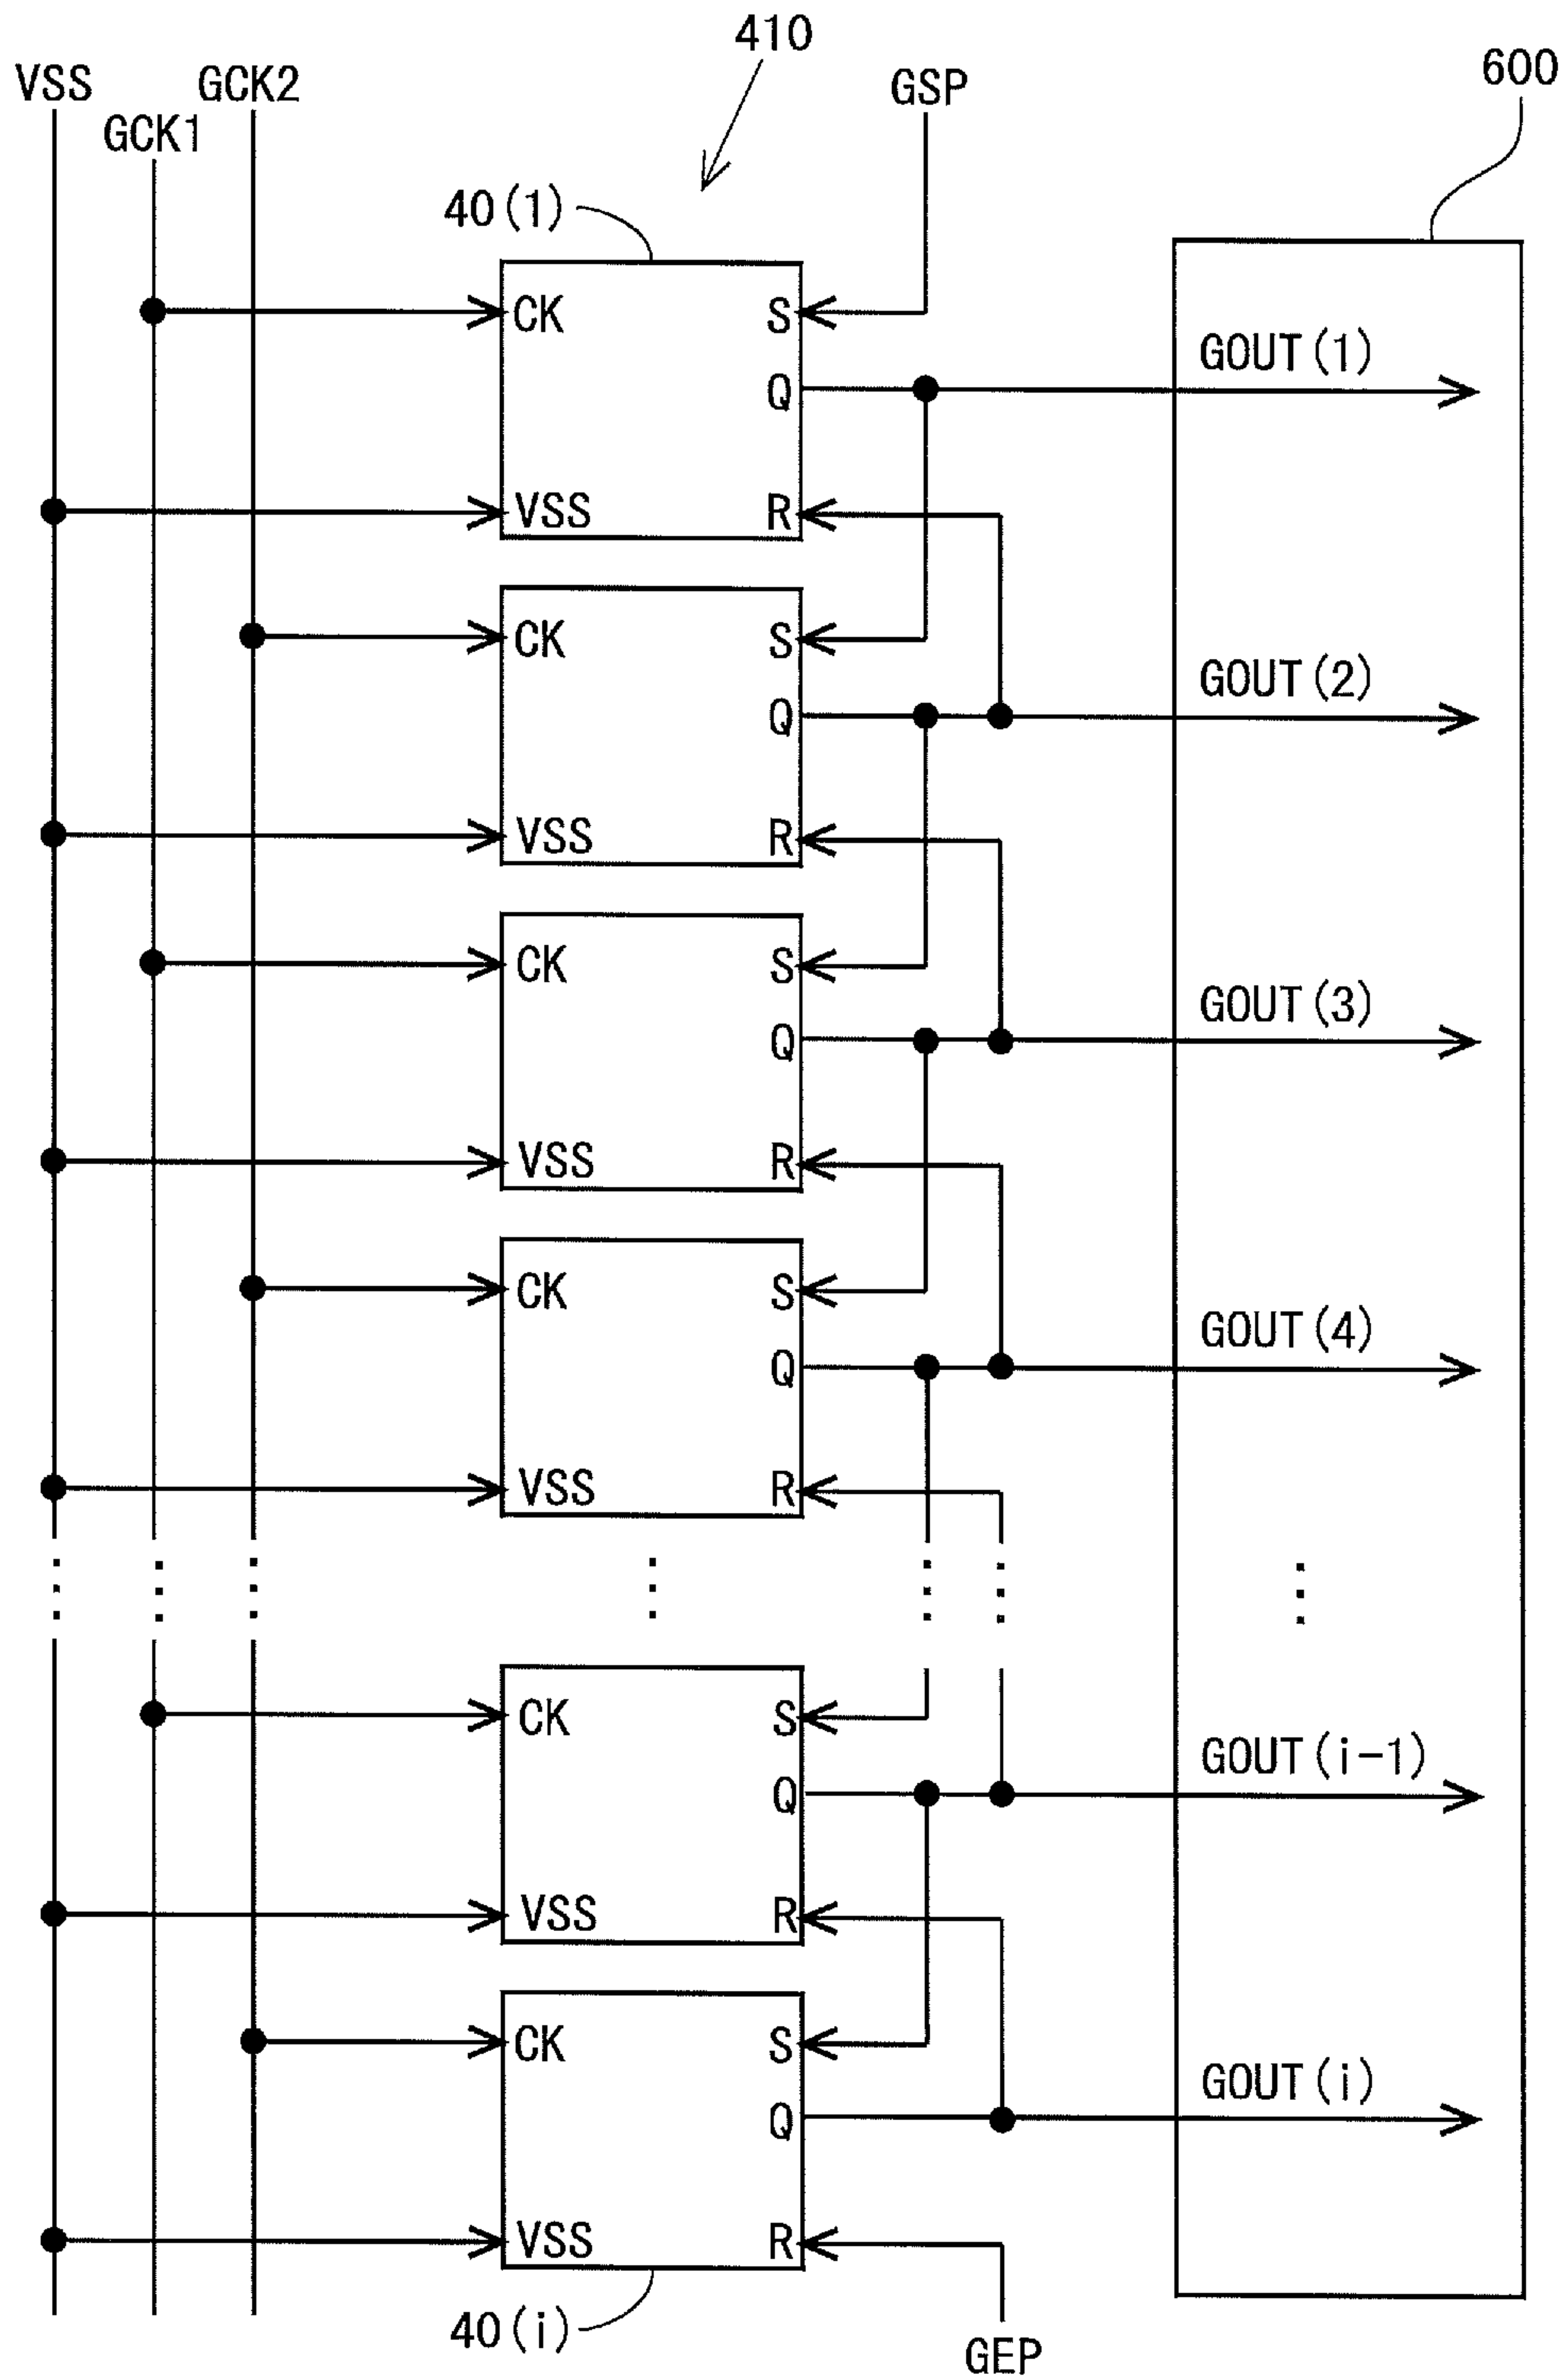 410
VSS
GCK2
GSP
600
GCK1
40(1)
CK
S
GOUT(1)
Q
VSS
R
CK
S
GOUT(2)
Q
VSS
R
CK
S
GOUT(3)
Q
VSS
R
CK
S
GOUT(4)
Q
VSS
R
CK
S
GOUT(i-1)
Q
VSS
R
CK
S
GOUT(i)
Q
VSS
R
40(i)
GEP